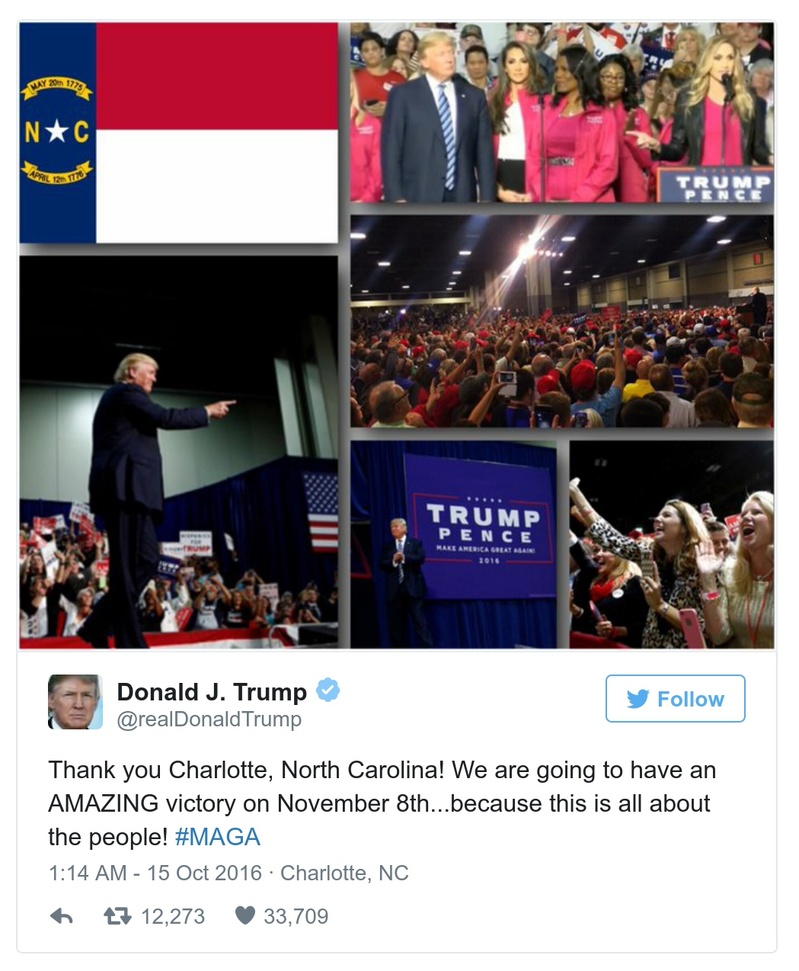 MAY 20th 1775
N ★ C
APRIL 12th 1776
TRUMP
PENCE
TRUMP
TRUMP
PENCE
MAKE AMERICA GREAT AGAIN!
2016
Donald J. Trump
@realDonaldTrump
Follow
Thank you Charlotte, North Carolina! We are going to have an
AMAZING victory on November 8th...because this is all about
the people! #MAGA
1:14 AM - 15 Oct 2016 · Charlotte, NC
12,273 33,709